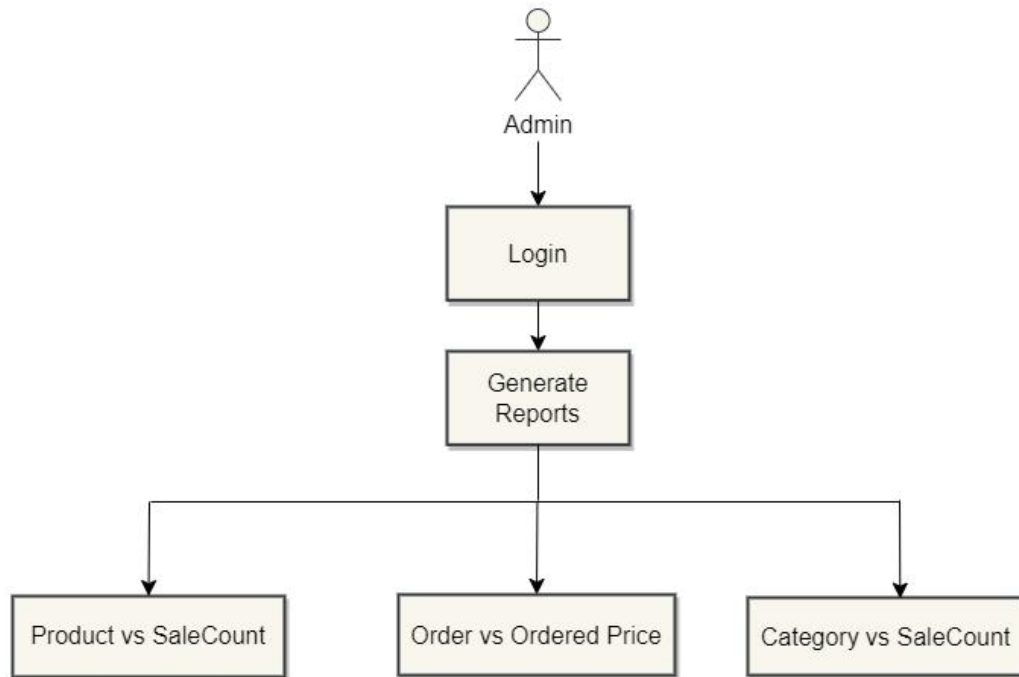 Admin
Login
Generate
Reports
Product vs SaleCount
Order vs Ordered Price
Category vs SaleCount